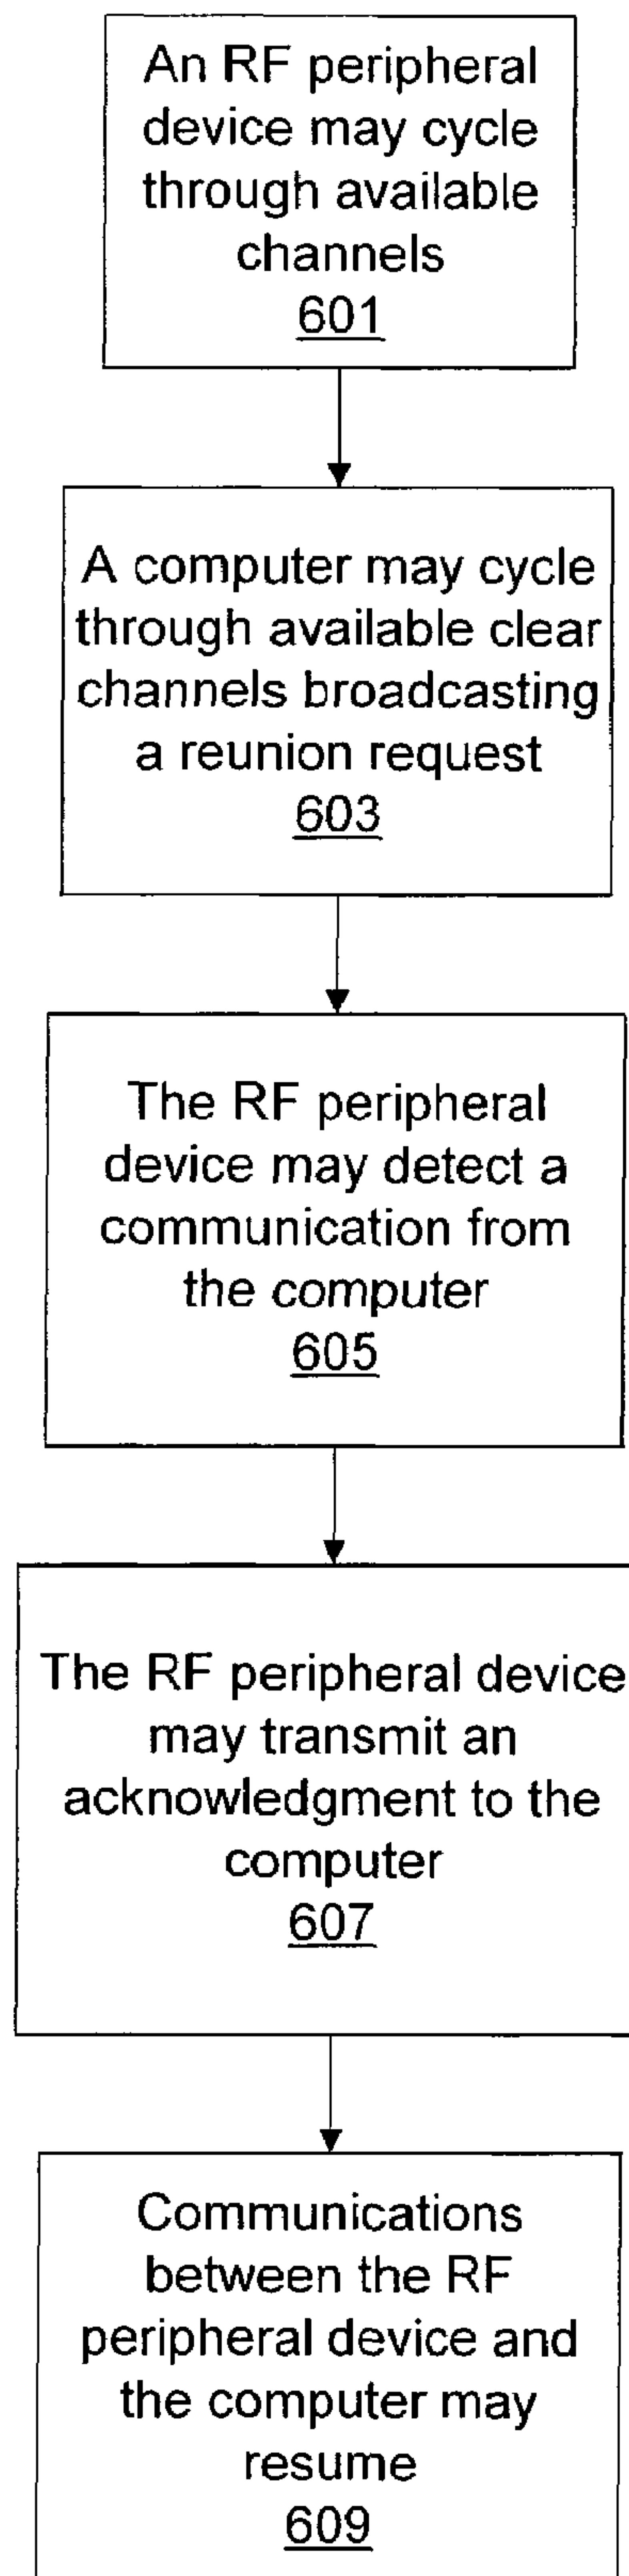 An RF peripheral
device may cycle
through available
channels
601
A computer may cycle
through available clear
channels broadcasting
a reunion request
603
The RF peripheral
device may detect a
communication from
the computer
605
The RF peripheral device
may transmit an
acknowledgment to the
computer
607
Communications
between the RF
peripheral device and
the computer may
resume
609